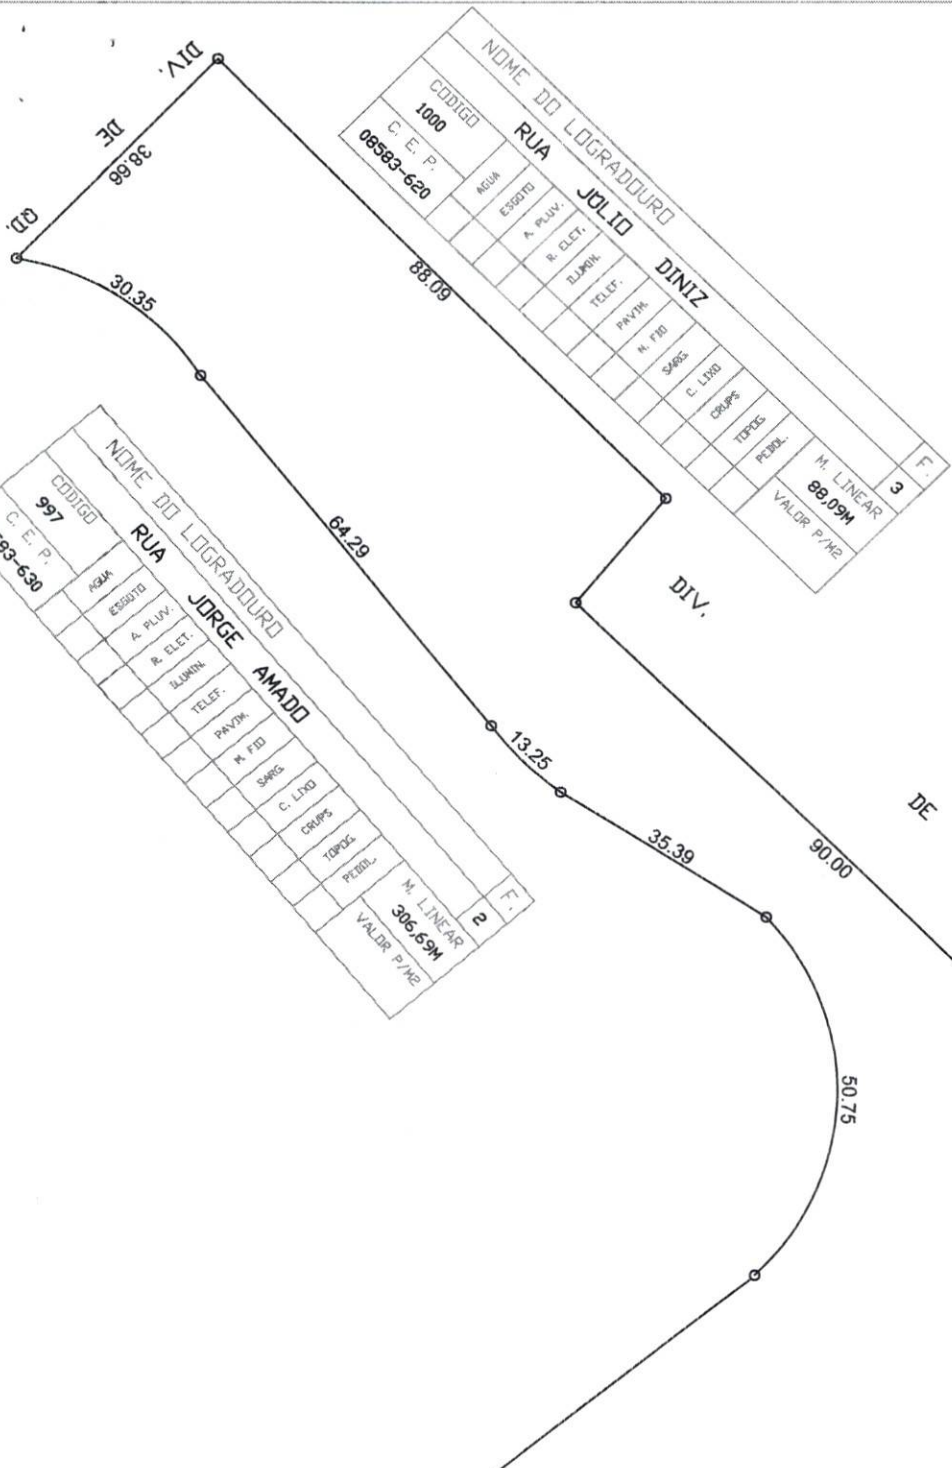 DIV.
DE
QD.
38.66
30.35
88.09
64.29
13.25
35.39
90.00
50.75
DIV.
DE
NOME DO LOGRADOURO
F.
RUA JULIO DINIZ
3
CODIGO
1000
C. E. P.
08583-620
AGUA
ESGOTO
A. PLUV.
R. ELET.
ILUMIN.
TELEF.
PAVIM.
M. FIO
SARG.
C. LIXO
CRUPS
TOPOG.
PEDOL.
M. LINEAR
88,09M
VALOR P/M2
NOME DO LOGRADOURO
F.
RUA JORGE AMADO
2
CODIGO
997
C. E. P.
83-630
AGUA
ESGOTO
A. PLUV.
R. ELET.
ILUMIN.
TELEF.
PAVIM.
M. FIO
SARG.
C. LIXO
CRUPS
TOPOG.
PEDOL.
M. LINEAR
306,69M
VALOR P/M2